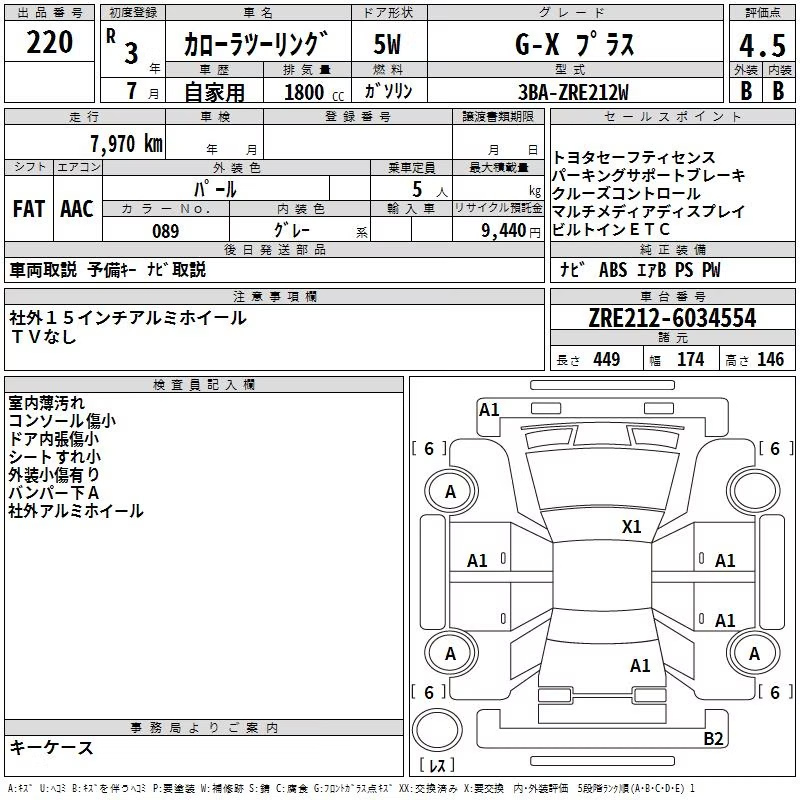 出品番号
220
初度登録
R 3 年
7 月
車名
カローラツーリング
ドア形状
5W
グレード
G-X プラス
評価点
4.5
外装 内装
B B
車歴
自家用
排気量
1800 CC
燃料
ガソリン
型式
3BA-ZRE212W
走行
7,970 km
車検
年 月
登録番号
譲渡書類期限
月 日
シフト
FAT
エアコン
AAC
外装色
パール
乗車定員
5 人
最大積載量
kg
カラーNo.
089
内装色
グレー 系
輸入車
リサイクル預託金
9,440 円
後日発送部品
車両取説 予備キー ナビ取説
セールスポイント
トヨタセーフティセンス
パーキングサポートブレーキ
クルーズコントロール
マルチメディアディスプレイ
ビルトインETC
純正装備
ナビ ABS エアB PS PW
注意事項欄
社外15インチアルミホイール
TVなし
車台番号
ZRE212-6034554
諸元
長さ 449 幅 174 高さ 146
検査員記入欄
室内薄汚れ
コンソール傷小
ドア内張傷小
シートすれ小
外装小傷有り
バンパー下A
社外アルミホイール
事務局よりご案内
キーケース
A1
[ 6 ] [ 6 ]
A
X1
A1 A1
A1
A A
A1
[ 6 ] [ 6 ]
B2
[ レス ]
A:キズ U:ヘコミ B:キズを伴うヘコミ P:要塗装 W:補修跡 S:錆 C:腐食 G:フロントガラス点キズ XX:交換済み X:要交換 内・外装評価 5段階ランク順(A・B・C・D・E) 1